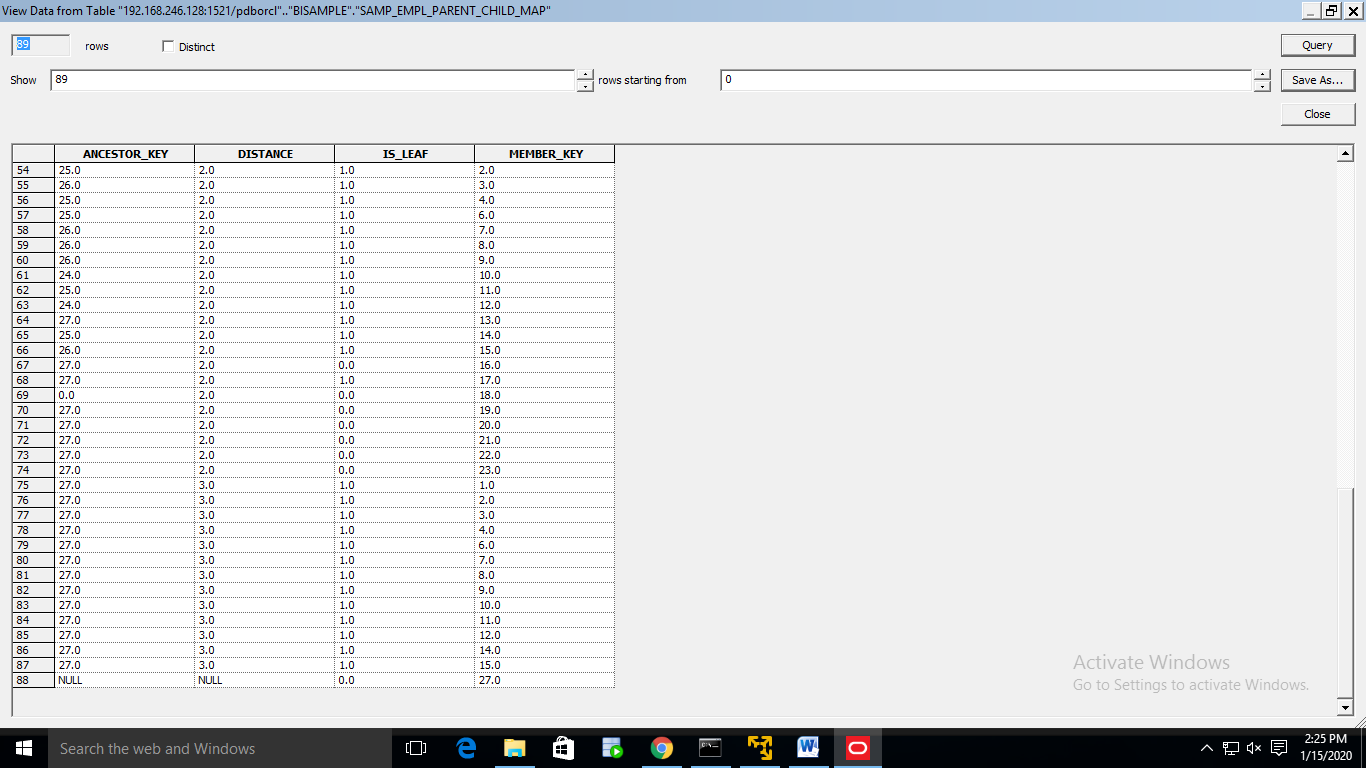 View Data from Table "192.168.246.128:1521/pdborcl".."BISAMPLE"."SAMP_EMPL_PARENT_CHILD_MAP"
89 rows Distinct Query
Show 89 rows starting from 0 Save As...
Close
ANCESTOR_KEY DISTANCE IS_LEAF MEMBER_KEY
54 25.0 2.0 1.0 2.0
55 26.0 2.0 1.0 3.0
56 25.0 2.0 1.0 4.0
57 25.0 2.0 1.0 6.0
58 26.0 2.0 1.0 7.0
59 26.0 2.0 1.0 8.0
60 26.0 2.0 1.0 9.0
61 24.0 2.0 1.0 10.0
62 25.0 2.0 1.0 11.0
63 24.0 2.0 1.0 12.0
64 27.0 2.0 1.0 13.0
65 25.0 2.0 1.0 14.0
66 26.0 2.0 1.0 15.0
67 27.0 2.0 0.0 16.0
68 27.0 2.0 1.0 17.0
69 0.0 2.0 0.0 18.0
70 27.0 2.0 0.0 19.0
71 27.0 2.0 0.0 20.0
72 27.0 2.0 0.0 21.0
73 27.0 2.0 0.0 22.0
74 27.0 2.0 0.0 23.0
75 27.0 3.0 1.0 1.0
76 27.0 3.0 1.0 2.0
77 27.0 3.0 1.0 3.0
78 27.0 3.0 1.0 4.0
79 27.0 3.0 1.0 6.0
80 27.0 3.0 1.0 7.0
81 27.0 3.0 1.0 8.0
82 27.0 3.0 1.0 9.0
83 27.0 3.0 1.0 10.0
84 27.0 3.0 1.0 11.0
85 27.0 3.0 1.0 12.0
86 27.0 3.0 1.0 14.0
87 27.0 3.0 1.0 15.0
88 NULL NULL 0.0 27.0
Activate Windows
Go to Settings to activate Windows.
Search the web and Windows
2:25 PM
1/15/2020